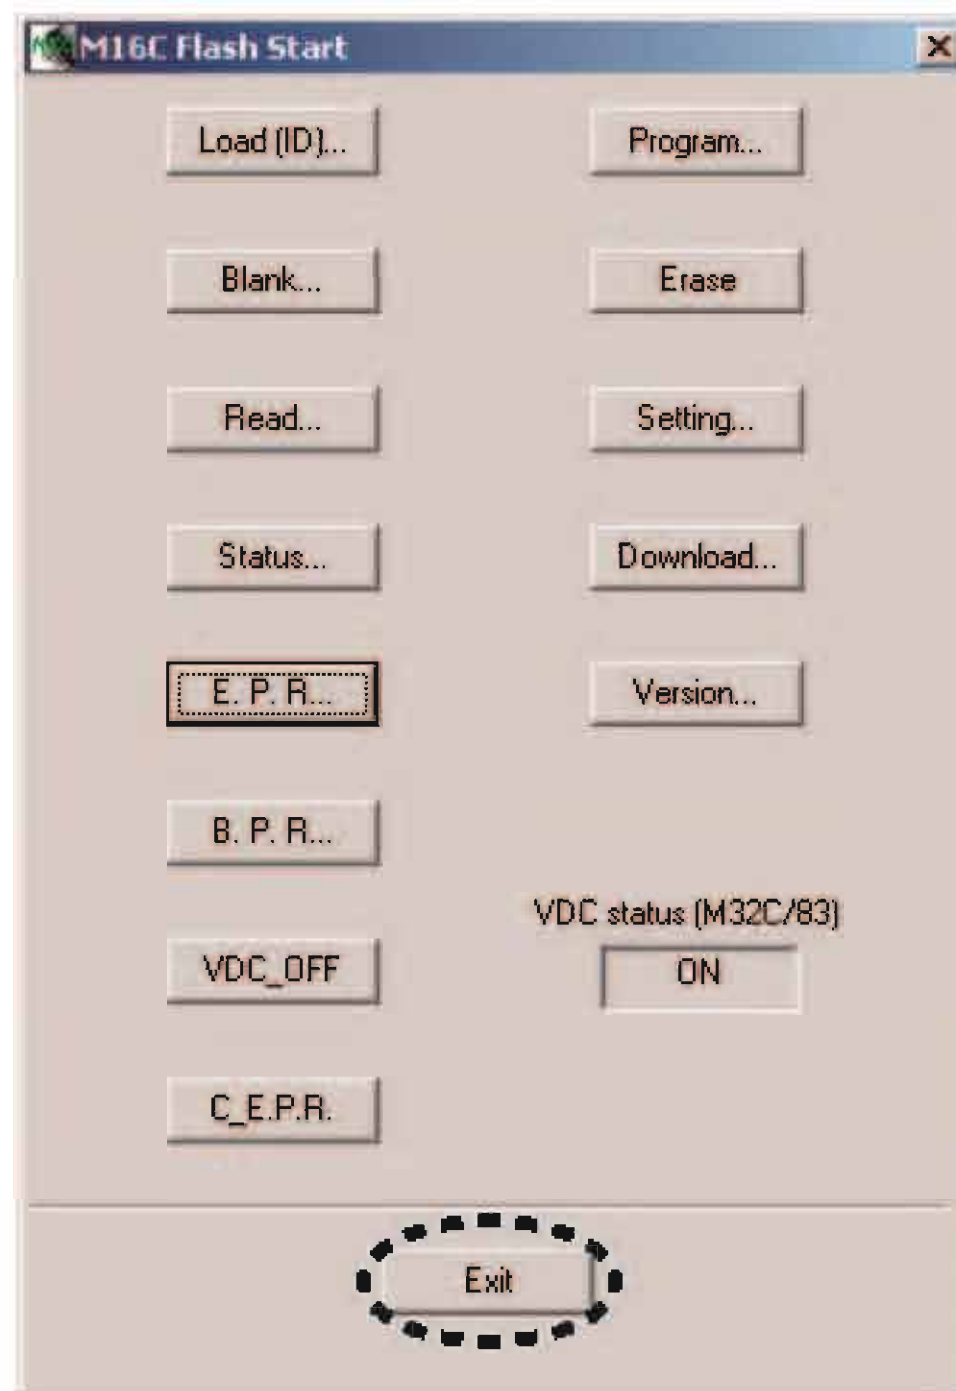 M16C Flash Start
Load (ID)...
Program...
Blank...
Erase
Read...
Setting...
Status...
Download...
E. P. R...
Version...
B. P. R...
VDC status (M32C/83)
VDC_OFF
ON
C_E.P.R.
Exit